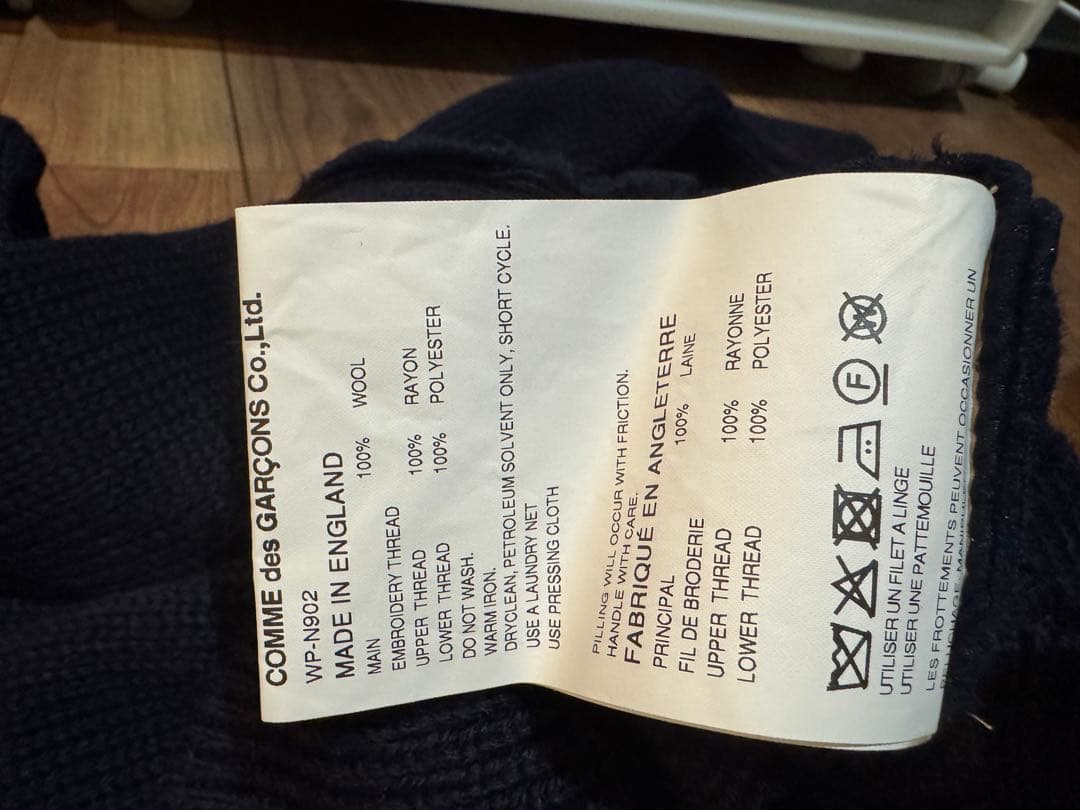 COMME des GARÇONS Co.,Ltd.
WP-N902
MADE IN ENGLAND
MAIN 100% WOOL
EMBROIDERY THREAD
UPPER THREAD 100% RAYON
LOWER THREAD 100% POLYESTER
DO NOT WASH.
WARM IRON.
DRYCLEAN, PETROLEUM SOLVENT ONLY, SHORT CYCLE.
USE A LAUNDRY NET
USE PRESSING CLOTH
PILLING WILL OCCUR WITH FRICTION.
HANDLE WITH CARE.
FABRIQUÉ EN ANGLETERRE
PRINCIPAL 100% LAINE
FIL DE BRODERIE
UPPER THREAD 100% RAYONNE
LOWER THREAD 100% POLYESTER
F W
UTILISER UN FILET A LINGE
UTILISER UNE PATTEMOUILLE
LES FROTTEMENTS PEUVENT OCCASIONNER UN